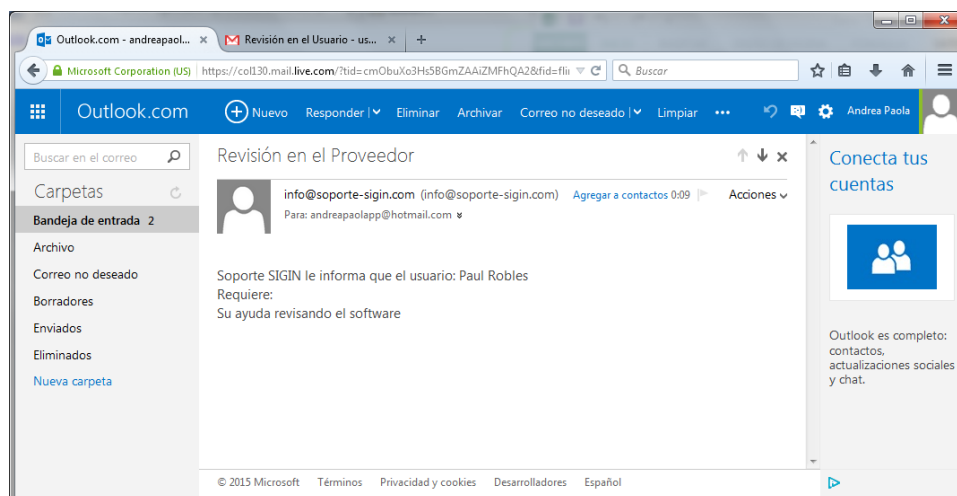 Outlook.com - andreapaol... ×
Revisión en el Usuario - us... ×
Microsoft Corporation (US) https://col130.mail.live.com/?tid=cmObuXo3Hs5BGmZAAiZMFhQA2&fid=fli
Buscar
Outlook.com
Nuevo Responder Eliminar Archivar Correo no deseado Limpiar ...
Andrea Paola
Buscar en el correo
Carpetas
Bandeja de entrada 2
Archivo
Correo no deseado
Borradores
Enviados
Eliminados
Nueva carpeta
Revisión en el Proveedor
info@soporte-sigin.com (info@soporte-sigin.com) Agregar a contactos 0:09 Acciones
Para: andreapaolapp@hotmail.com
Soporte SIGIN le informa que el usuario: Paul Robles
Requiere:
Su ayuda revisando el software
Conecta tus
cuentas
Outlook es completo:
contactos,
actualizaciones sociales
y chat.
© 2015 Microsoft Términos Privacidad y cookies Desarrolladores Español